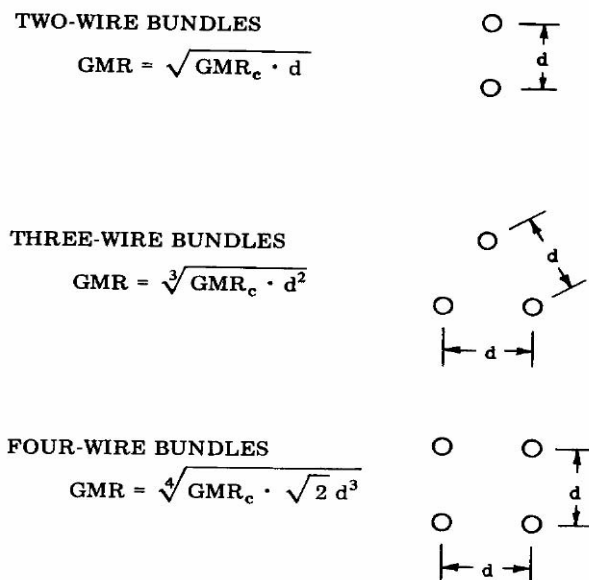 TWO-WIRE BUNDLES
GMR = √(GMR_c · d)
d
THREE-WIRE BUNDLES
GMR = ∛(GMR_c · d²)
d
d
FOUR-WIRE BUNDLES
GMR = ∜(GMR_c · √2 d³)
d
d